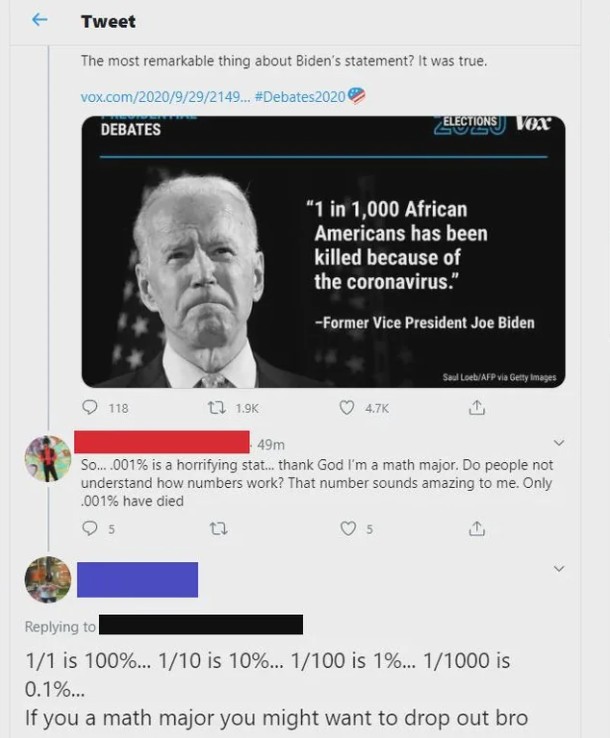 Tweet
The most remarkable thing about Biden's statement? It was true.
vox.com/2020/9/29/2149... #Debates2020
PRESIDENTIAL
DEBATES
ELECTIONS
2020
Vox
"1 in 1,000 African
Americans has been
killed because of
the coronavirus."
–Former Vice President Joe Biden
Saul Loeb/AFP via Getty Images
118 1.9K 4.7K
· 49m
So... .001% is a horrifying stat... thank God I'm a math major. Do people not
understand how numbers work? That number sounds amazing to me. Only
.001% have died
5 5
Replying to
1/1 is 100%... 1/10 is 10%... 1/100 is 1%... 1/1000 is
0.1%...
If you a math major you might want to drop out bro